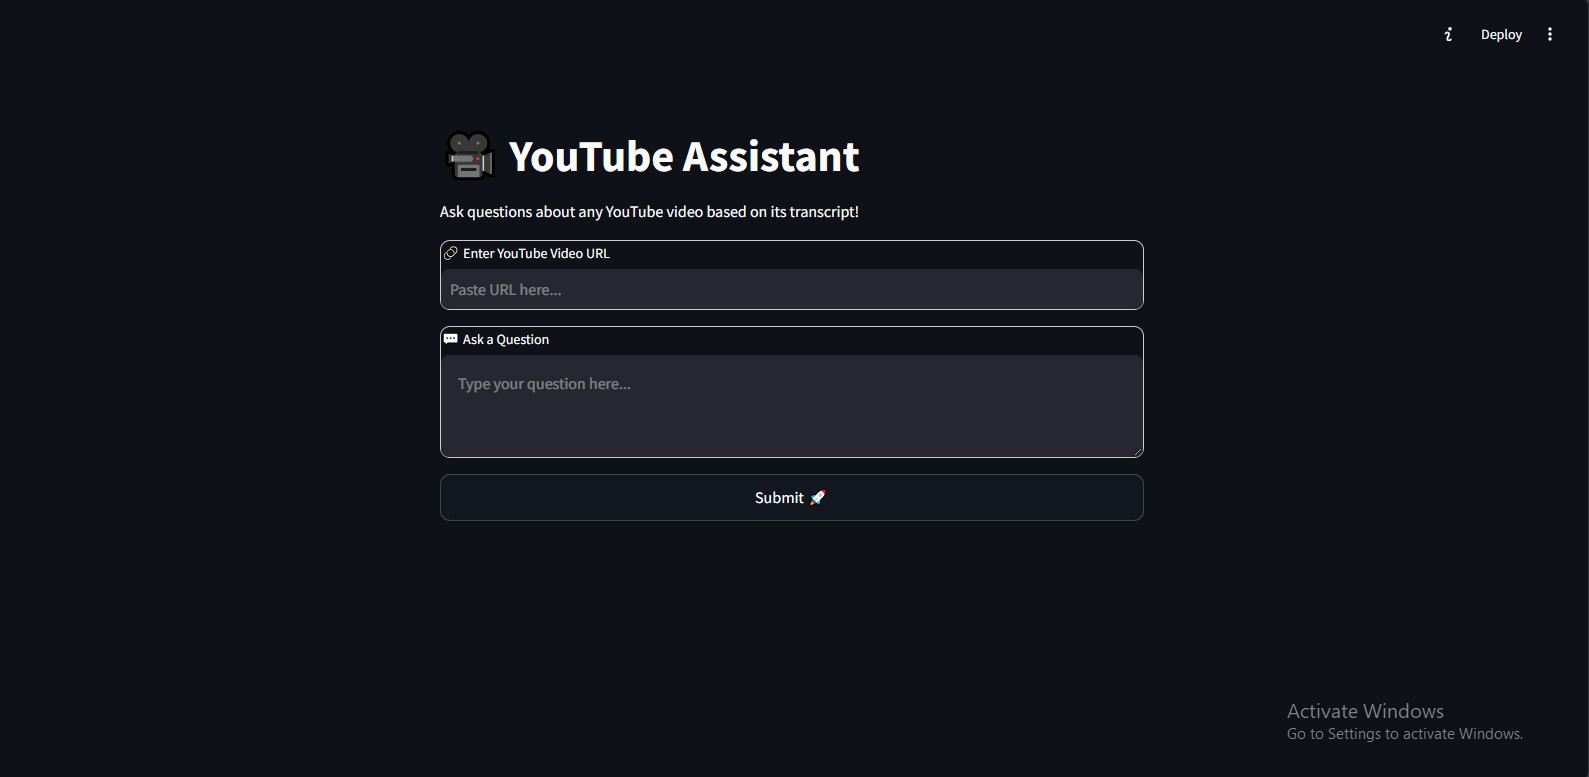 Deploy
YouTube Assistant
Ask questions about any YouTube video based on its transcript!
Enter YouTube Video URL
Paste URL here...
Ask a Question
Type your question here...
Submit
Activate Windows
Go to Settings to activate Windows.